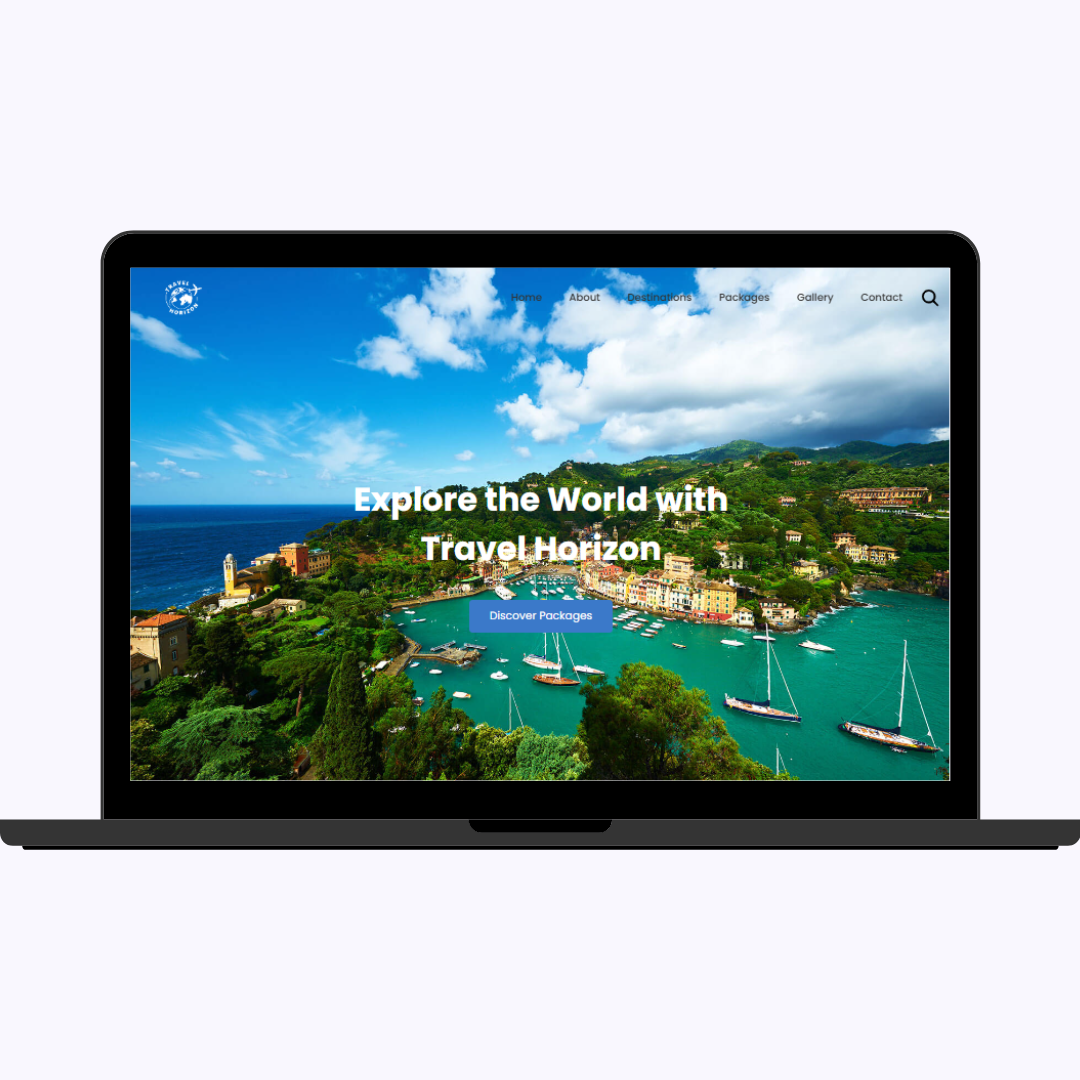 TRAVEL
HORIZON
Home About Destinations Packages Gallery Contact
Explore the World with
Travel Horizon
Discover Packages